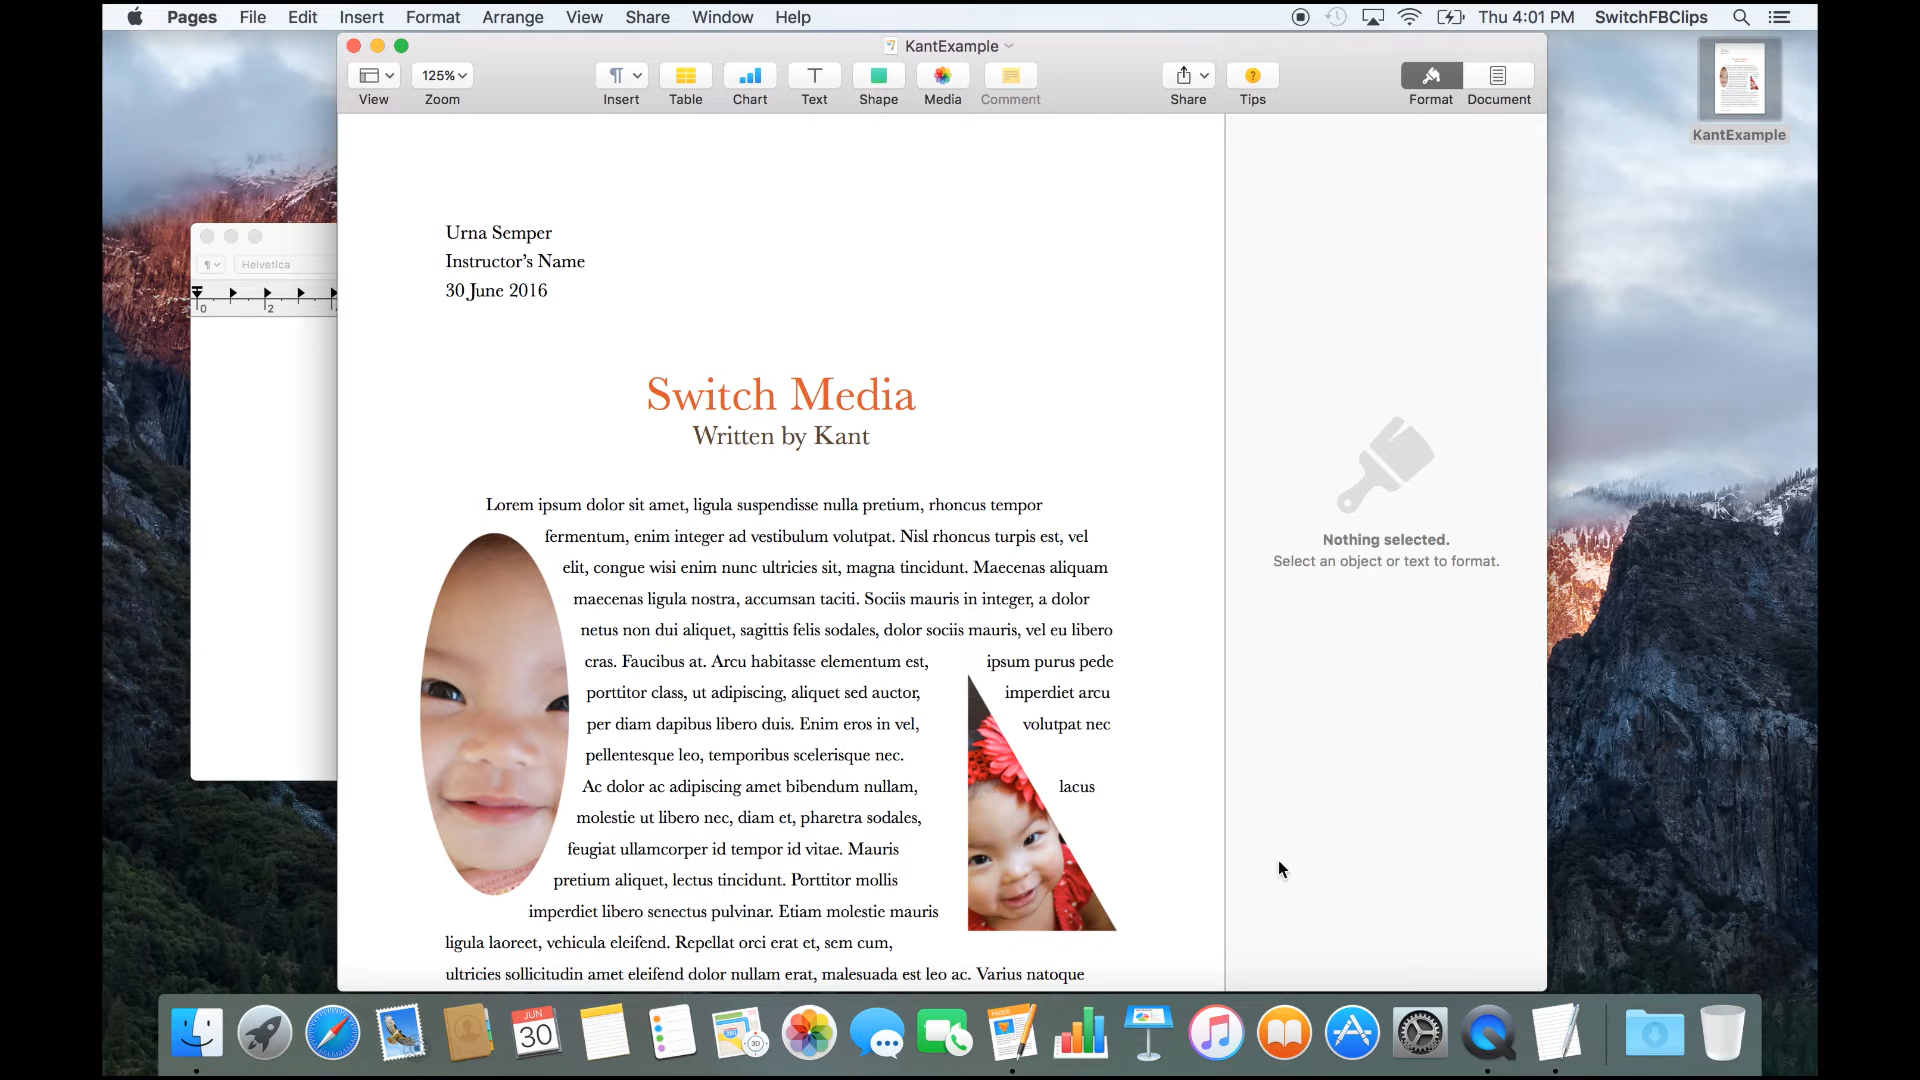 Pages File Edit Insert Format Arrange View Share Window Help Thu 4:01 PM SwitchFBClips
KantExample
125%
View Zoom Insert Table Chart Text Shape Media Comment Share Tips Format Document
KantExample
Helvetica
0 2
Urna Semper
Instructor's Name
30 June 2016
Switch Media
Written by Kant
Lorem ipsum dolor sit amet, ligula suspendisse nulla pretium, rhoncus tempor
fermentum, enim integer ad vestibulum volutpat. Nisl rhoncus turpis est, vel
elit, congue wisi enim nunc ultricies sit, magna tincidunt. Maecenas aliquam
maecenas ligula nostra, accumsan taciti. Sociis mauris in integer, a dolor
netus non dui aliquet, sagittis felis sodales, dolor sociis mauris, vel eu libero
cras. Faucibus at. Arcu habitasse elementum est, ipsum purus pede
porttitor class, ut adipiscing, aliquet sed auctor, imperdiet arcu
per diam dapibus libero duis. Enim eros in vel, volutpat nec
pellentesque leo, temporibus scelerisque nec.
Ac dolor ac adipiscing amet bibendum nullam, lacus
molestie ut libero nec, diam et, pharetra sodales,
feugiat ullamcorper id tempor id vitae. Mauris
pretium aliquet, lectus tincidunt. Porttitor mollis
imperdiet libero senectus pulvinar. Etiam molestie mauris
ligula laoreet, vehicula eleifend. Repellat orci erat et, sem cum,
ultricies sollicitudin amet eleifend dolor nullam erat, malesuada est leo ac. Varius natoque
Nothing selected.
Select an object or text to format.
JUN
30